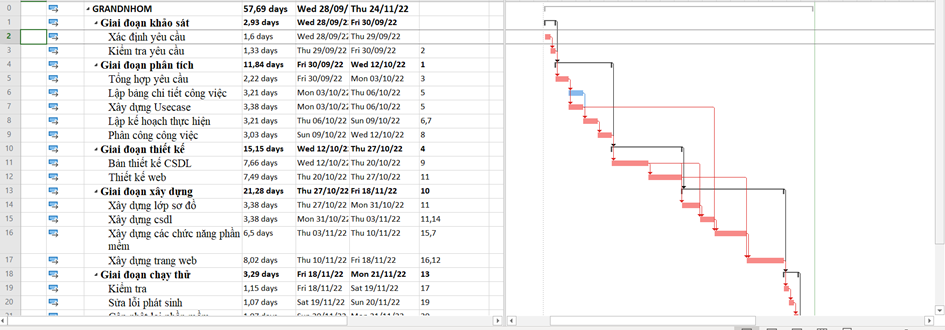 0 GRANDNHOM 57,69 days Wed 28/09/ Thu 24/11/22
1 Giai đoạn khảo sát 2,93 days Wed 28/09/2 Fri 30/09/22
2 Xác định yêu cầu 1,6 days Wed 28/09/22 Thu 29/09/22
3 Kiểm tra yêu cầu 1,33 days Thu 29/09/22 Fri 30/09/22 2
4 Giai đoạn phân tích 11,84 days Fri 30/09/22 Wed 12/10/22 1
5 Tổng hợp yêu cầu 2,22 days Fri 30/09/22 Mon 03/10/22 3
6 Lập bảng chi tiết công việc 3,21 days Mon 03/10/22 Thu 06/10/22 5
7 Xây dựng Usecase 3,38 days Mon 03/10/22 Thu 06/10/22 5
8 Lập kế hoạch thực hiện 3,21 days Thu 06/10/22 Sun 09/10/22 6,7
9 Phân công công việc 3,03 days Sun 09/10/22 Wed 12/10/22 8
10 Giai đoạn thiết kế 15,15 days Wed 12/10/2 Thu 27/10/22 4
11 Bản thiết kế CSDL 7,66 days Wed 12/10/22 Thu 20/10/22 9
12 Thiết kế web 7,49 days Thu 20/10/22 Thu 27/10/22 11
13 Giai đoạn xây dựng 21,28 days Thu 27/10/22 Fri 18/11/22 10
14 Xây dựng lớp sơ đồ 3,38 days Thu 27/10/22 Mon 31/10/22 11
15 Xây dựng csdl 3,38 days Mon 31/10/22 Thu 03/11/22 11,14
16 Xây dựng các chức năng phần 6,5 days Thu 03/11/22 Thu 10/11/22 15,7
mềm
17 Xây dựng trang web 8,02 days Thu 10/11/22 Fri 18/11/22 16,12
18 Giai đoạn chạy thử 3,29 days Fri 18/11/22 Mon 21/11/22 13
19 Kiểm tra 1,15 days Fri 18/11/22 Sat 19/11/22 17
20 Sửa lỗi phát sinh 1,07 days Sat 19/11/22 Sun 20/11/22 19